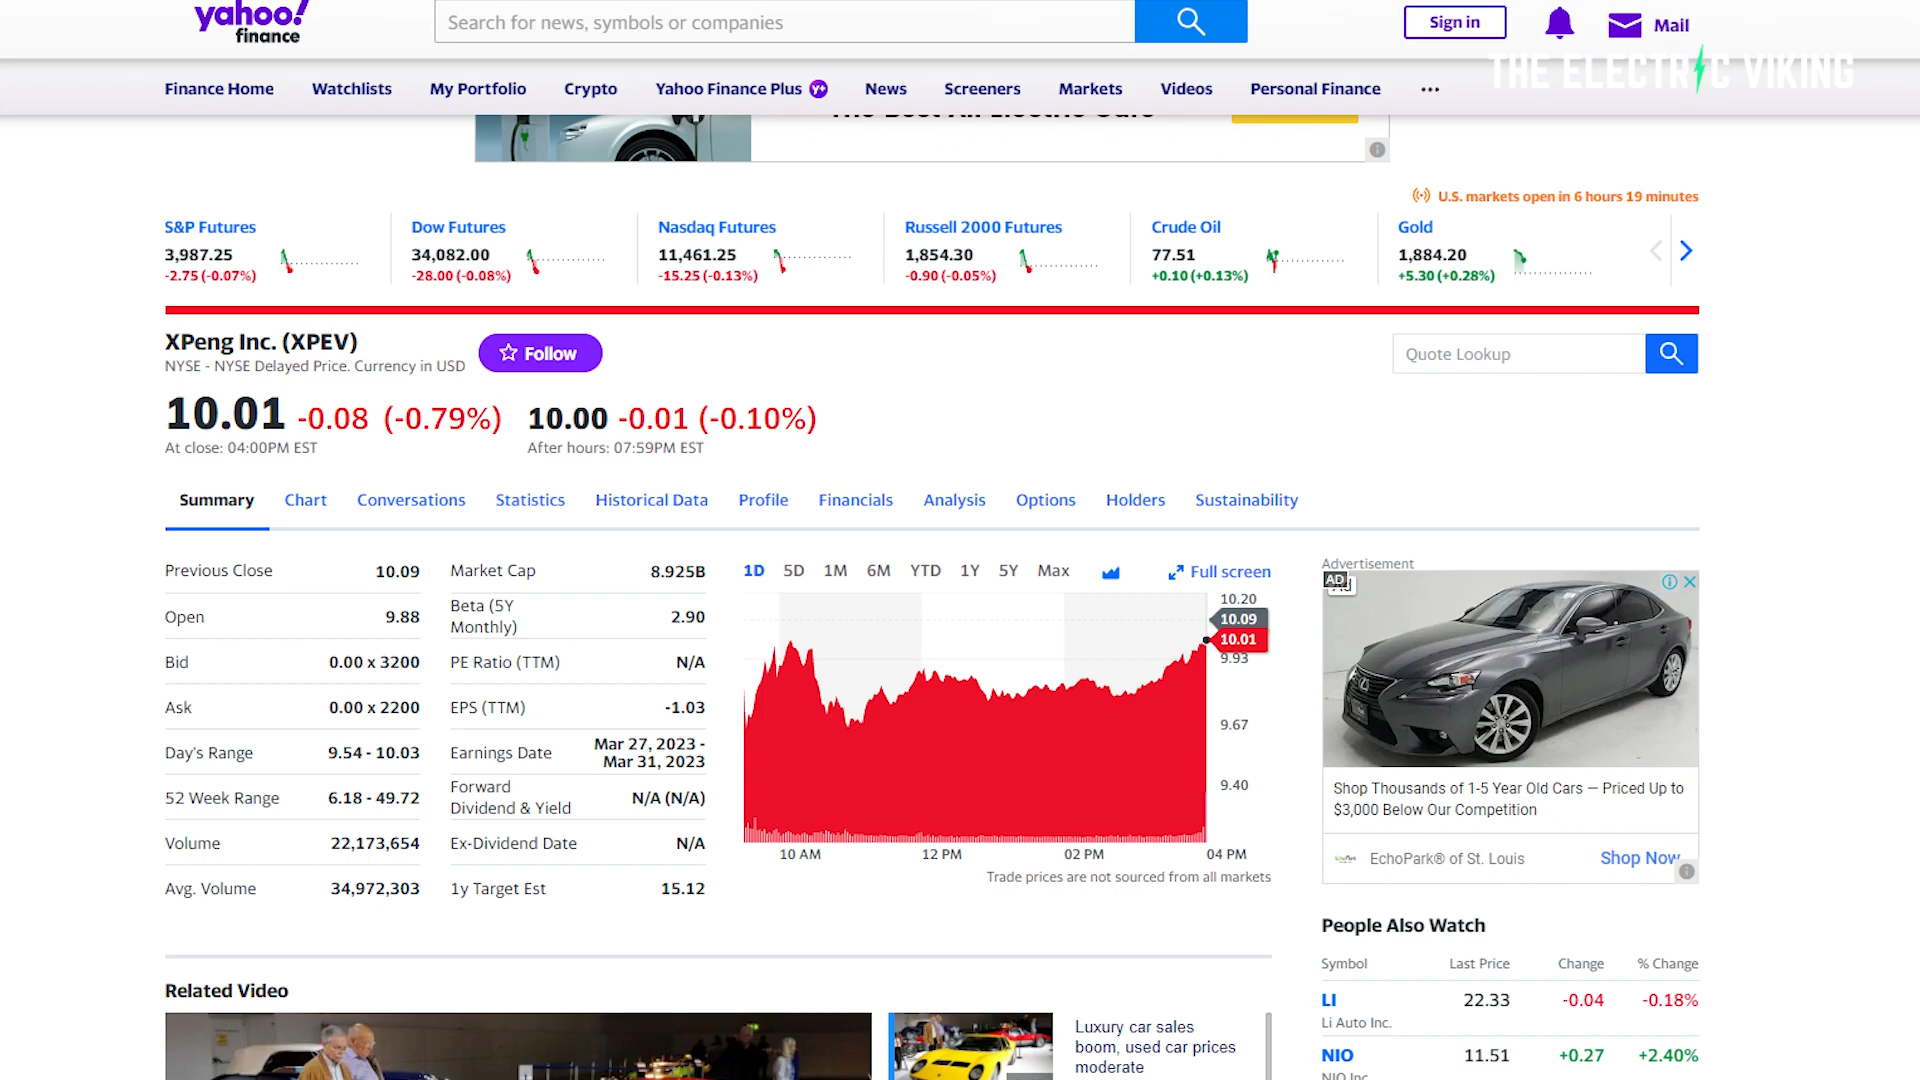 yahoo!
finance
Search for news, symbols or companies
Sign in
Mail
THE ELECTRIC VIKING
Finance Home Watchlists My Portfolio Crypto Yahoo Finance Plus Y+ News Screeners Markets Videos Personal Finance ...
U.S. markets open in 6 hours 19 minutes
S&P Futures
3,987.25
-2.75 (-0.07%)
Dow Futures
34,082.00
-28.00 (-0.08%)
Nasdaq Futures
11,461.25
-15.25 (-0.13%)
Russell 2000 Futures
1,854.30
-0.90 (-0.05%)
Crude Oil
77.51
+0.10 (+0.13%)
Gold
1,884.20
+5.30 (+0.28%)
XPeng Inc. (XPEV)
NYSE - NYSE Delayed Price. Currency in USD
Follow
Quote Lookup
10.01 -0.08 (-0.79%)
At close: 04:00PM EST
10.00 -0.01 (-0.10%)
After hours: 07:59PM EST
Summary Chart Conversations Statistics Historical Data Profile Financials Analysis Options Holders Sustainability
Previous Close 10.09
Open 9.88
Bid 0.00 x 3200
Ask 0.00 x 2200
Day's Range 9.54 - 10.03
52 Week Range 6.18 - 49.72
Volume 22,173,654
Avg. Volume 34,972,303
Market Cap 8.925B
Beta (5Y
Monthly) 2.90
PE Ratio (TTM) N/A
EPS (TTM) -1.03
Earnings Date Mar 27, 2023 -
Mar 31, 2023
Forward
Dividend & Yield N/A (N/A)
Ex-Dividend Date N/A
1y Target Est 15.12
1D 5D 1M 6M YTD 1Y 5Y Max
Full screen
10.20
10.09
10.01
9.93
9.67
9.40
10 AM 12 PM 02 PM 04 PM
Trade prices are not sourced from all markets
Advertisement
AD
Ad
Shop Thousands of 1-5 Year Old Cars — Priced Up to
$3,000 Below Our Competition
EchoPark® of St. Louis
Shop Now
People Also Watch
Symbol Last Price Change % Change
LI 22.33 -0.04 -0.18%
Li Auto Inc.
NIO 11.51 +0.27 +2.40%
NIO Inc.
Related Video
Luxury car sales
boom, used car prices
moderate